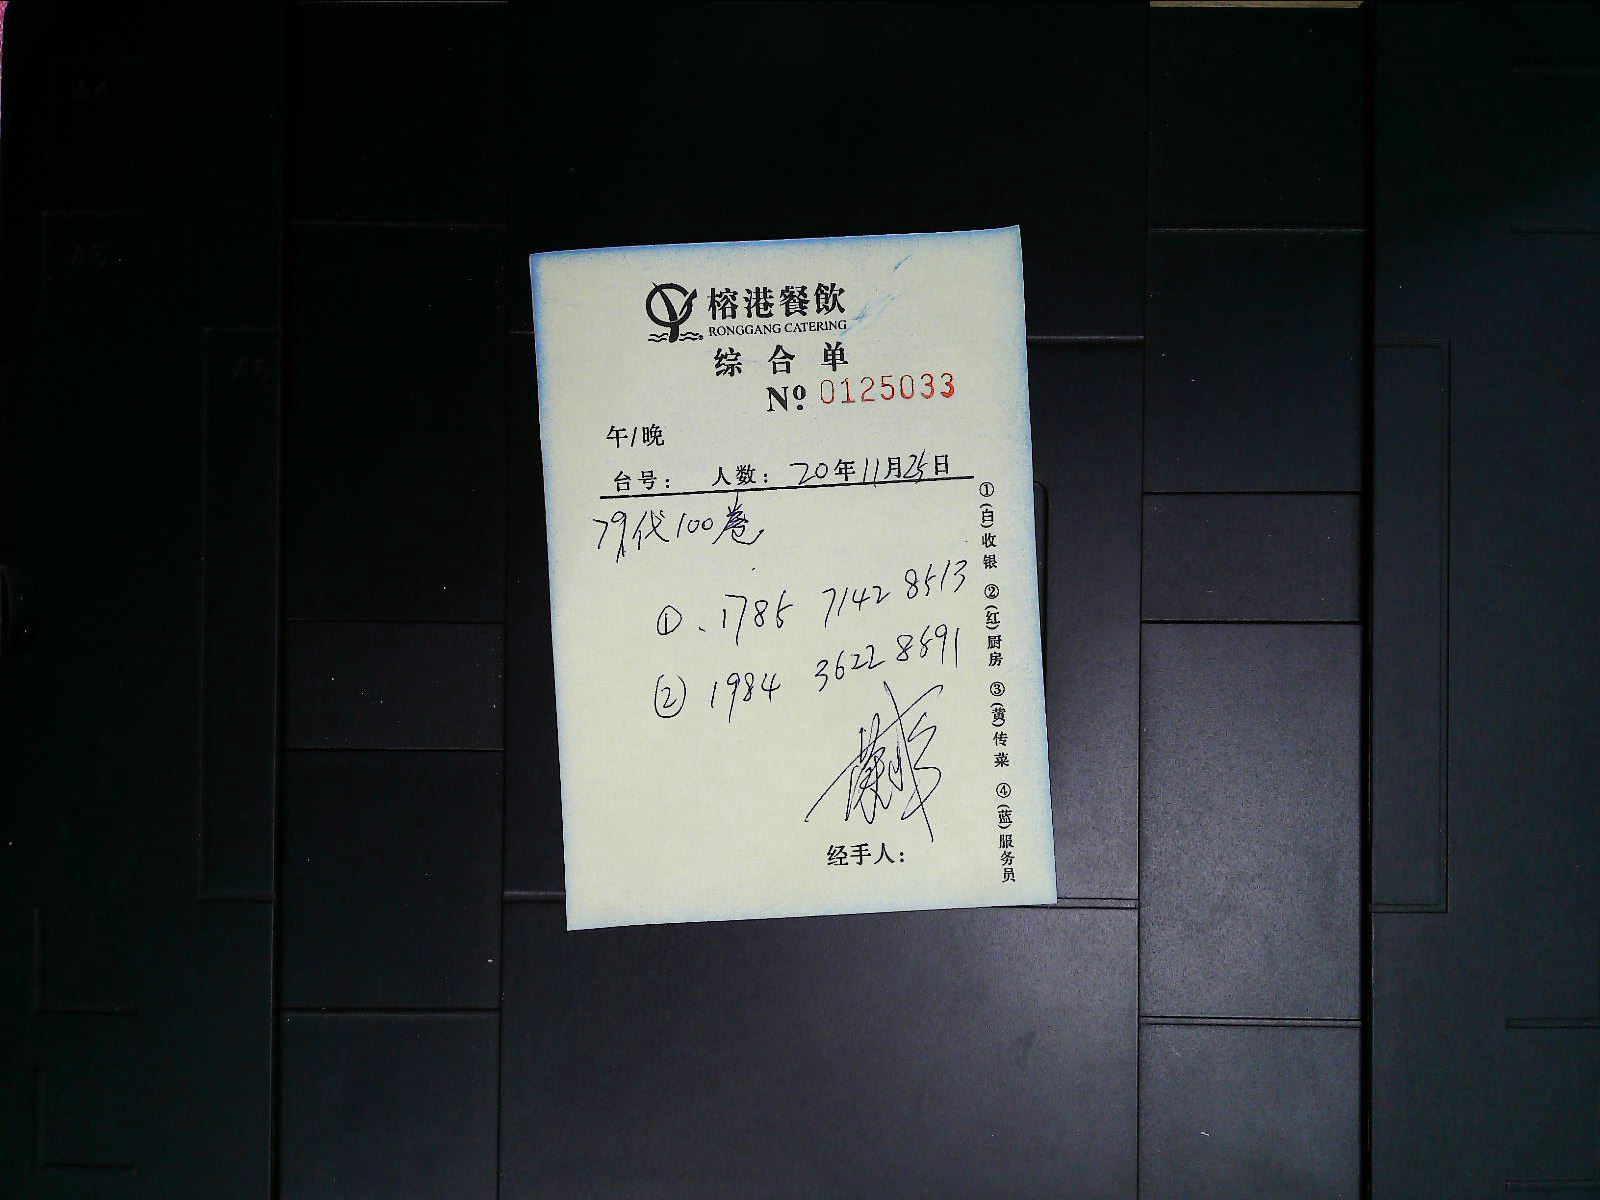 榕港餐飲
RONGGANG CATERING
综合单
Nº 0125033
午/晚
台号： 人数： 20年11月25日
79代100卷
① 1785 7142 8513
② 1984 3622 8591
经手人：
①(白)收银 ②(红)厨房 ③(黄)传菜 ④(蓝)服务员